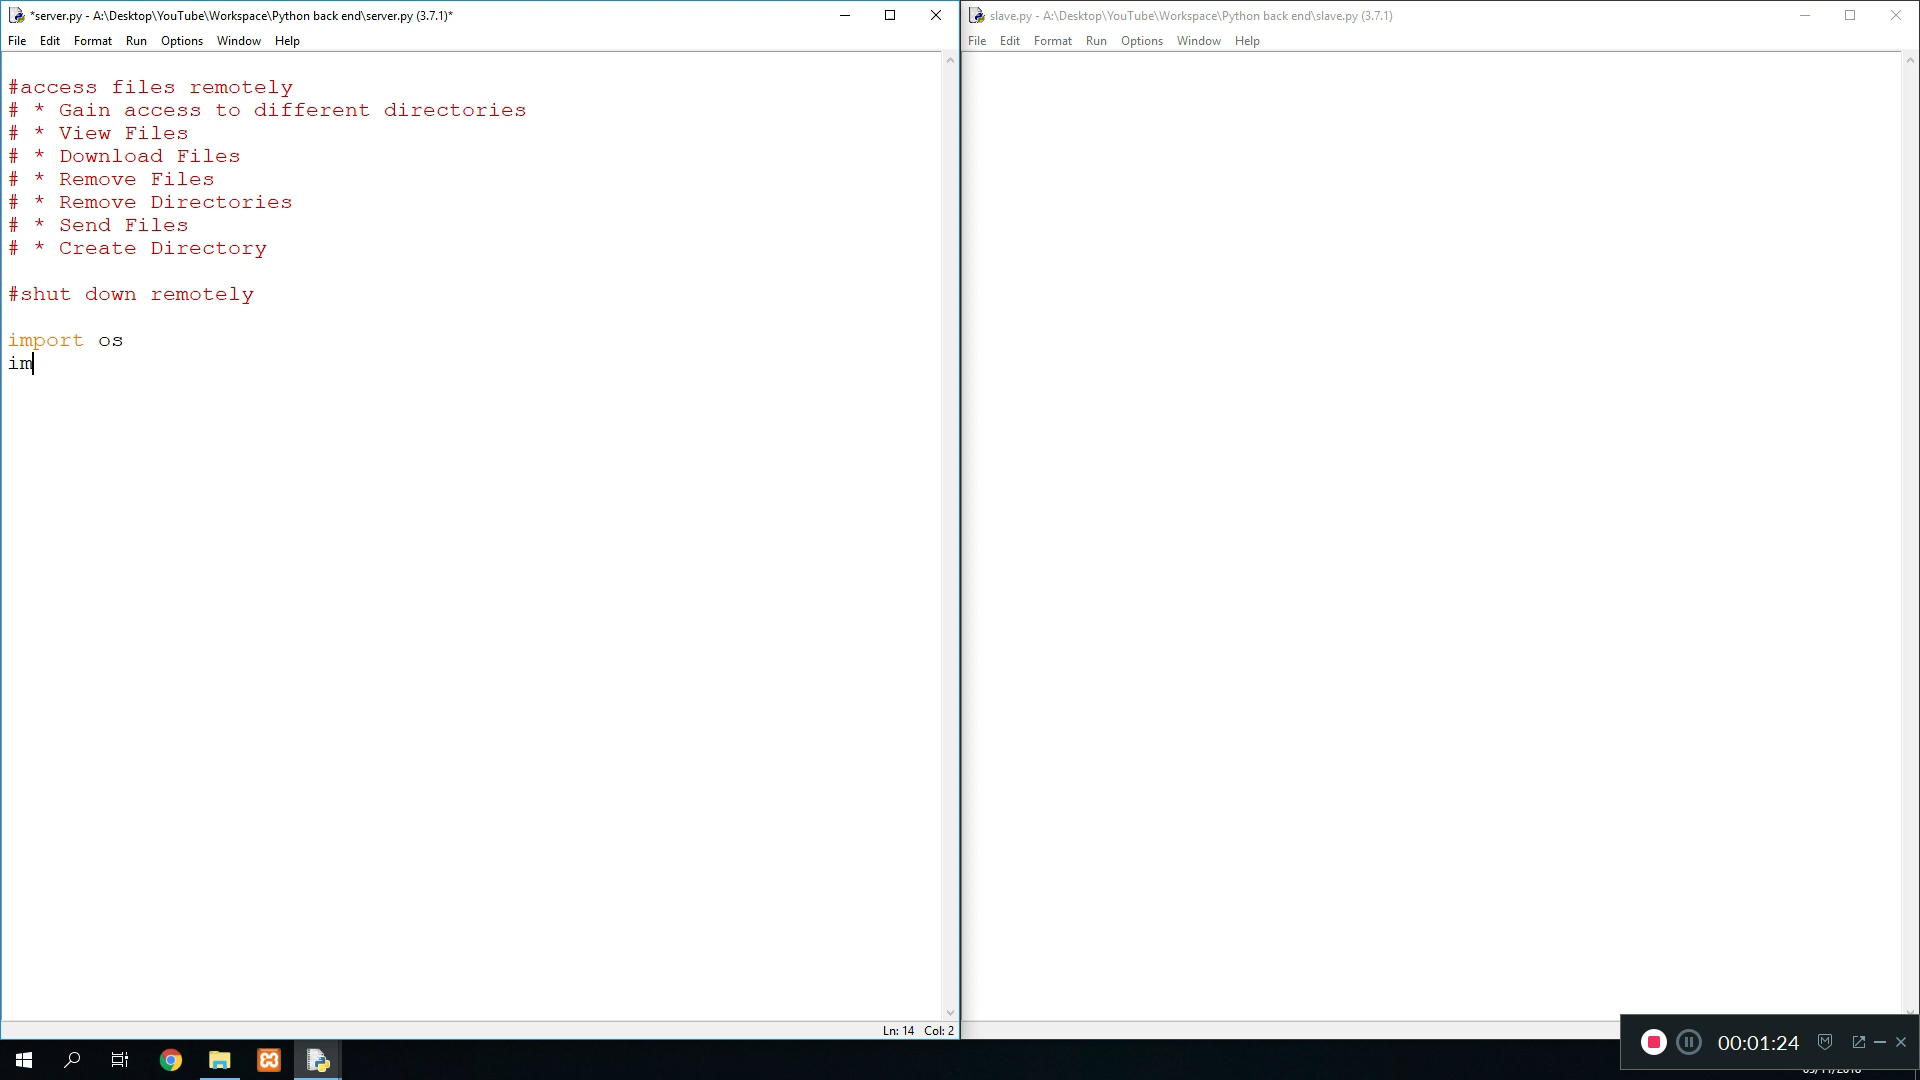 *server.py - A:\Desktop\YouTube\Workspace\Python back end\server.py (3.7.1)*
File Edit Format Run Options Window Help
#access files remotely
# * Gain access to different directories
# * View Files
# * Download Files
# * Remove Files
# * Remove Directories
# * Send Files
# * Create Directory
#shut down remotely
import os
im
Ln: 14 Col: 2
slave.py - A:\Desktop\YouTube\Workspace\Python back end\slave.py (3.7.1)
File Edit Format Run Options Window Help
00:01:24